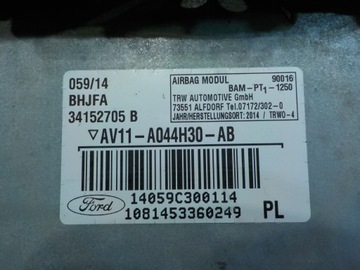 059/14
BHJFA
34152705 B
AIRBAG MODUL 90016
BAM-PT1-1250
TRW AUTOMOTIVE GmbH
73551 ALFDORF Tel.07172/302-0
JAHR/HERSTELLUNGSORT: 2014 / TRWO-4
▽AV11-A044H30-AB
Ford
14059C300114
1081453360249
PL